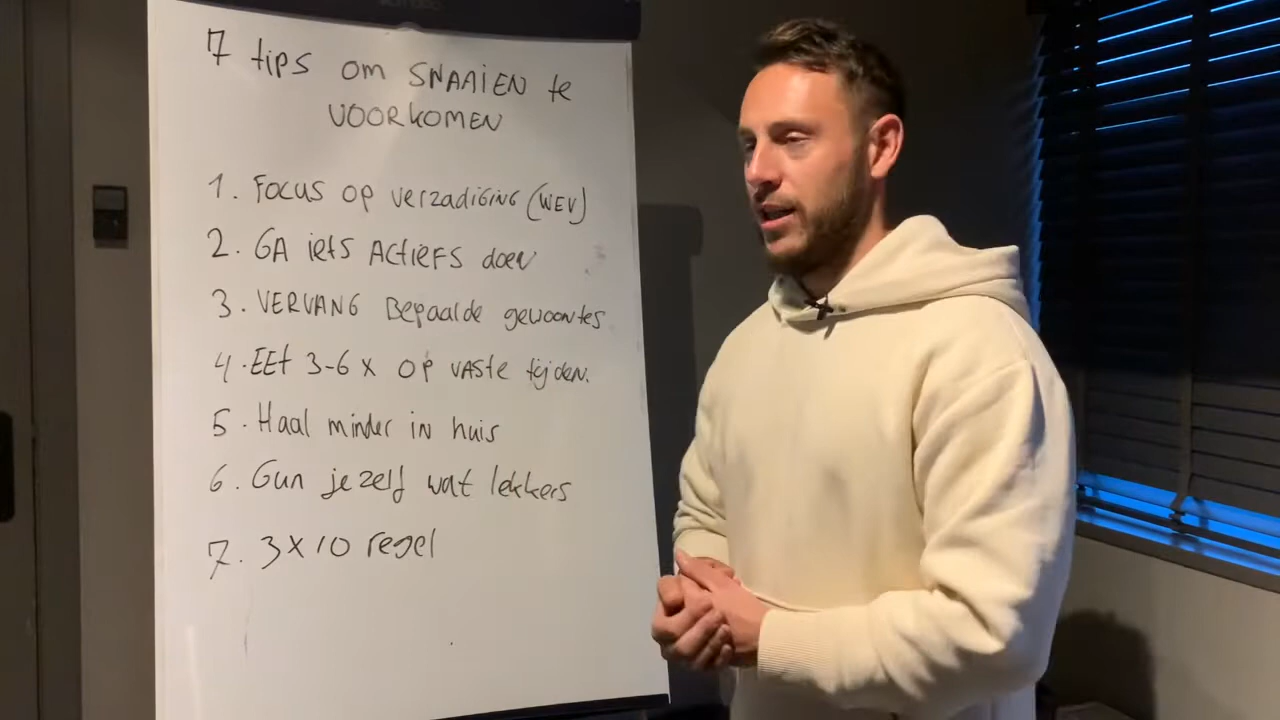 7 tips om SNAAIEN te
VOORKOMEN
1. FOCUS OP VERZADIGING (WEV)
2. GA iets ACTIEFS doen
3. VERVANG Bepaalde gewoontes
4. EET 3-6 x OP VASTE tijden.
5. Haal minder in huis
6. Gun jezelf wat lekkers
7. 3 x 10 regel